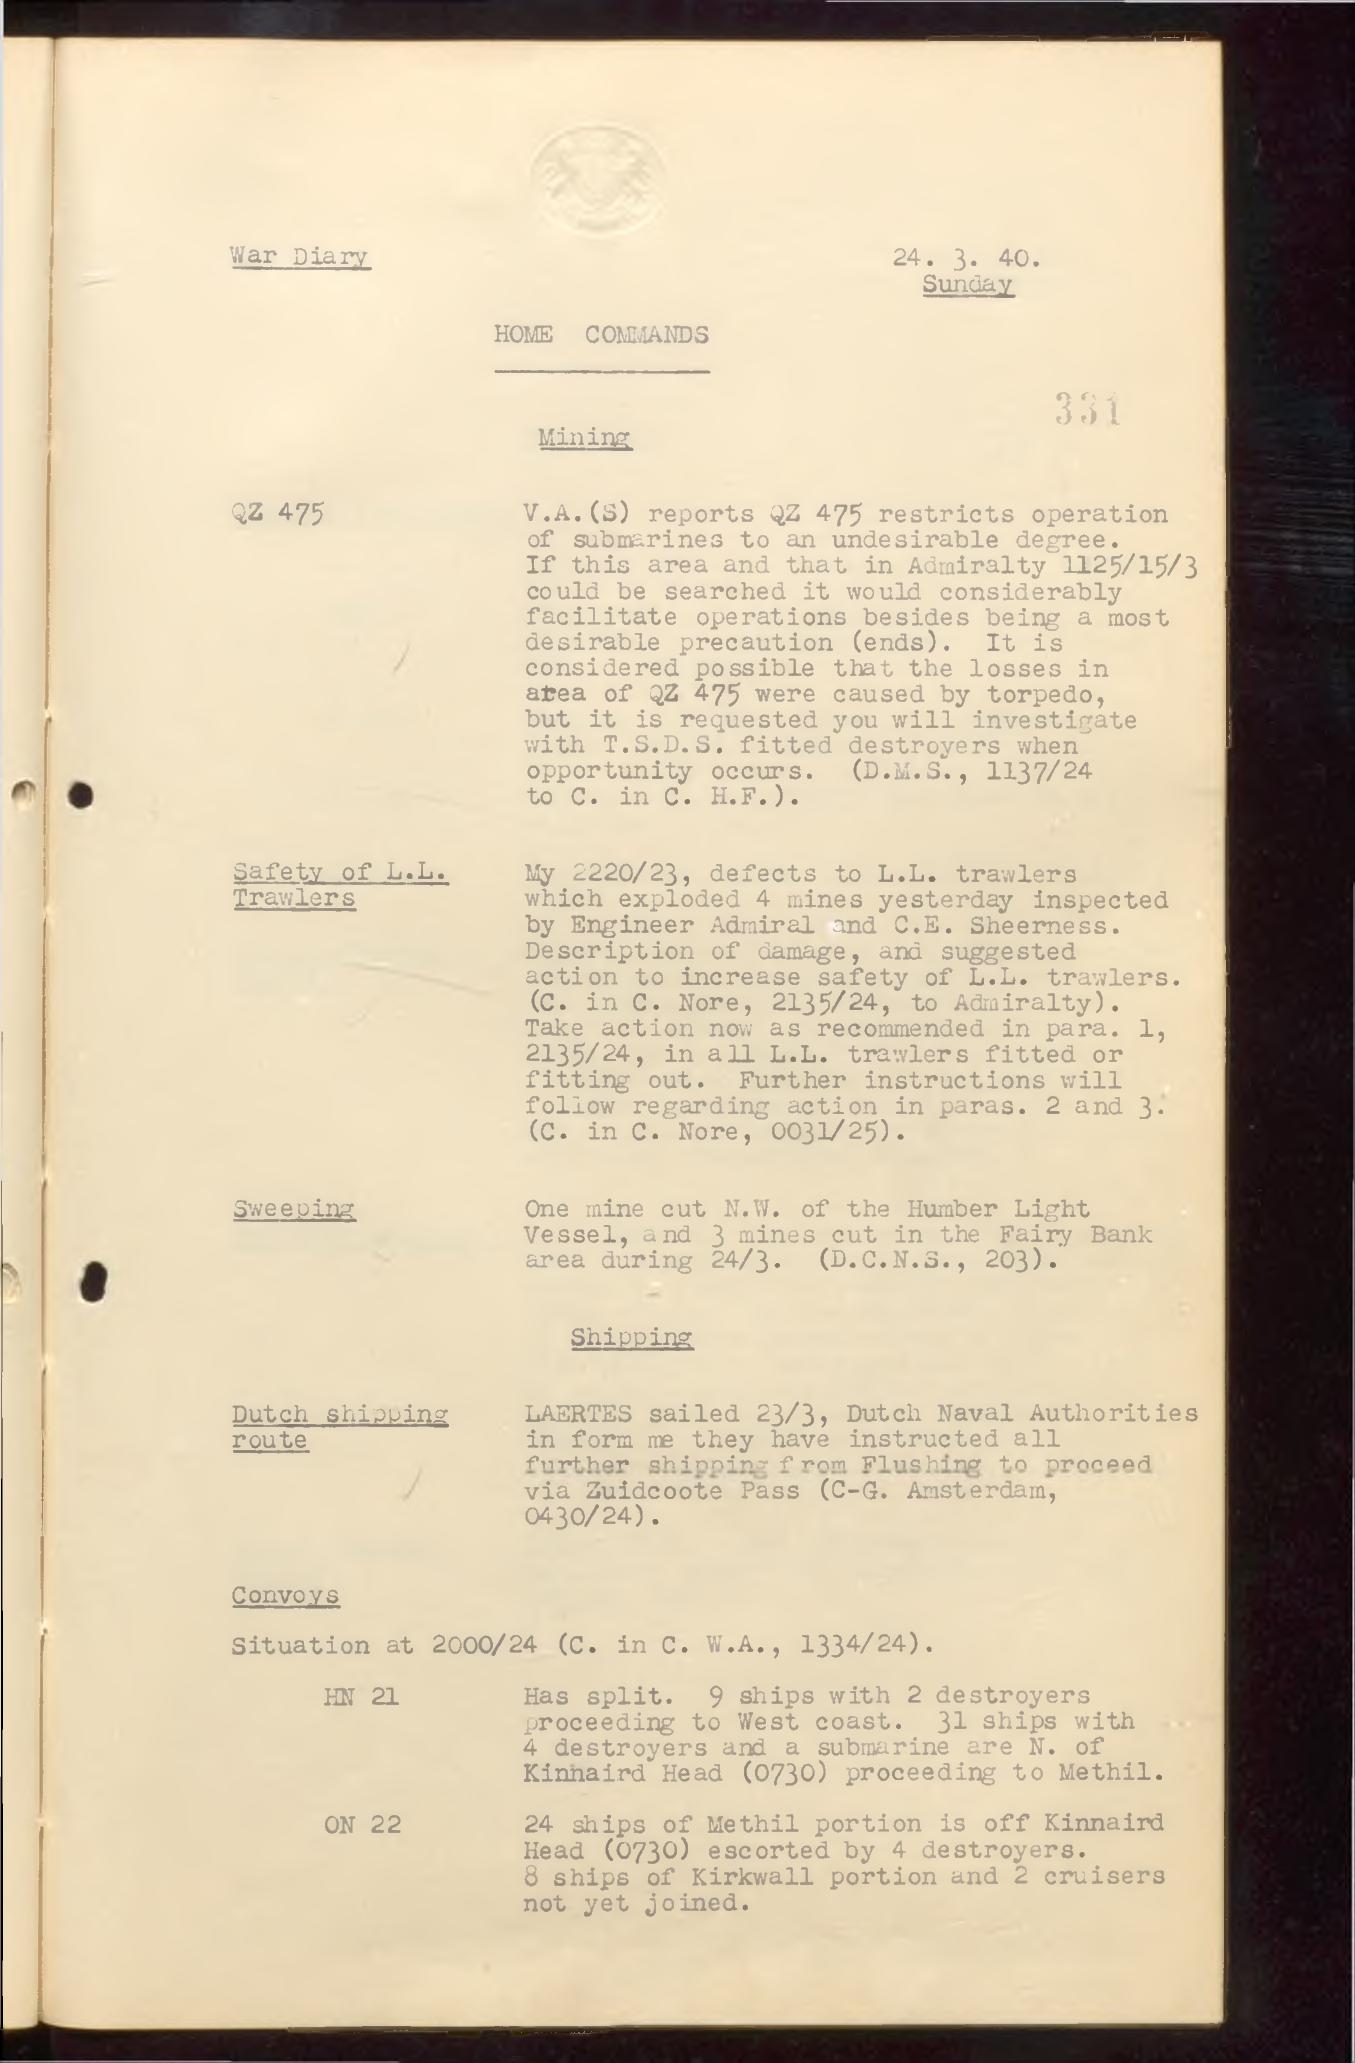 War Diary
24. 3. 40.
Sunday
HOME COMMANDS
331
Mining
QZ 475
V.A.(S) reports QZ 475 restricts operation
of submarines to an undesirable degree.
If this area and that in Admiralty 1125/15/3
could be searched it would considerably
facilitate operations besides being a most
desirable precaution (ends). It is
considered possible that the losses in
area of QZ 475 were caused by torpedo,
but it is requested you will investigate
with T.S.D.S. fitted destroyers when
opportunity occurs. (D.M.S., 1137/24
to C. in C. H.F.).
Safety of L.L.
Trawlers
My 2220/23, defects to L.L. trawlers
which exploded 4 mines yesterday inspected
by Engineer Admiral and C.E. Sheerness.
Description of damage, and suggested
action to increase safety of L.L. trawlers.
(C. in C. Nore, 2135/24, to Admiralty).
Take action now as recommended in para. 1,
2135/24, in all L.L. trawlers fitted or
fitting out. Further instructions will
follow regarding action in paras. 2 and 3.
(C. in C. Nore, 0031/25).
Sweeping
One mine cut N.W. of the Humber Light
Vessel, and 3 mines cut in the Fairy Bank
area during 24/3. (D.C.N.S., 203).
Shipping
Dutch shipping
route
LAERTES sailed 23/3, Dutch Naval Authorities
in form me they have instructed all
further shipping from Flushing to proceed
via Zuidcoote Pass (C-G. Amsterdam,
0430/24).
Convoys
Situation at 2000/24 (C. in C. W.A., 1334/24).
HN 21
Has split. 9 ships with 2 destroyers
proceeding to West coast. 31 ships with
4 destroyers and a submarine are N. of
Kinnaird Head (0730) proceeding to Methil.
ON 22
24 ships of Methil portion is off Kinnaird
Head (0730) escorted by 4 destroyers.
8 ships of Kirkwall portion and 2 cruisers
not yet joined.